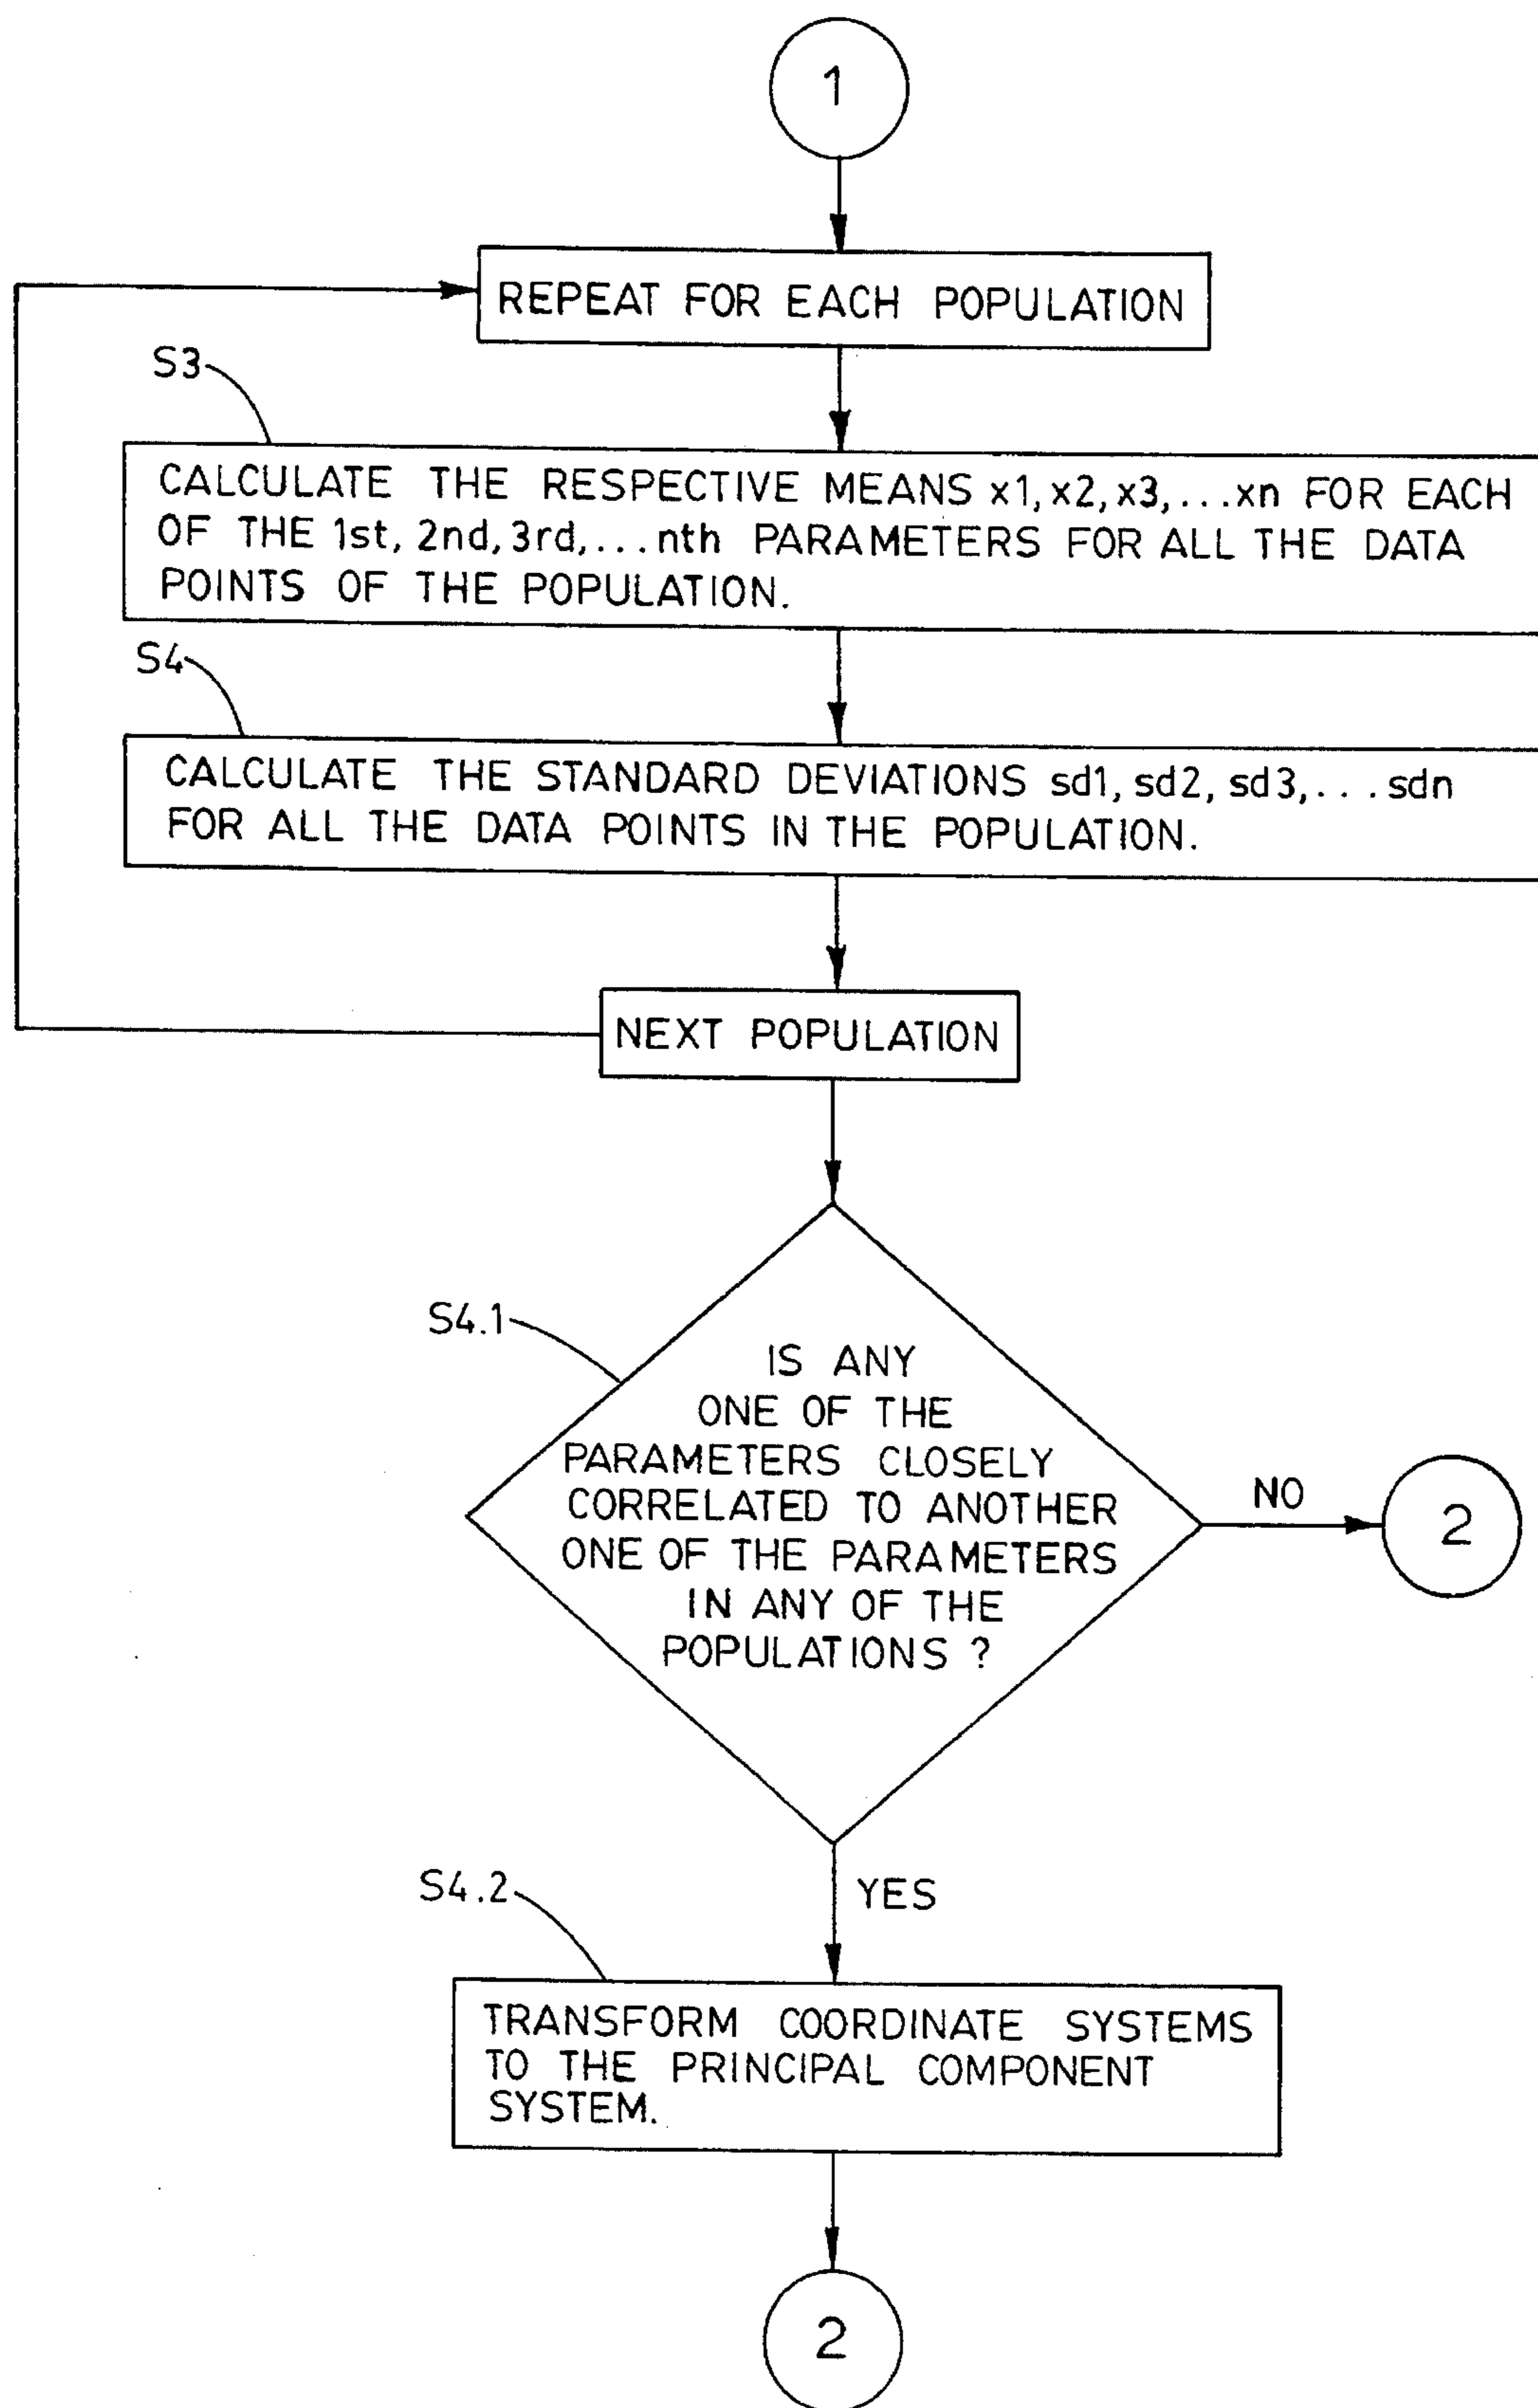 1
REPEAT FOR EACH POPULATION
S3
CALCULATE THE RESPECTIVE MEANS x1, x2, x3,...xn FOR EACH
OF THE 1st, 2nd, 3rd,...nth PARAMETERS FOR ALL THE DATA
POINTS OF THE POPULATION.
S4
CALCULATE THE STANDARD DEVIATIONS sd1, sd2, sd3,...sdn
FOR ALL THE DATA POINTS IN THE POPULATION.
NEXT POPULATION
S4.1
IS ANY
ONE OF THE
PARAMETERS CLOSELY
CORRELATED TO ANOTHER
ONE OF THE PARAMETERS
IN ANY OF THE
POPULATIONS ?
NO
2
YES
S4.2
TRANSFORM COORDINATE SYSTEMS
TO THE PRINCIPAL COMPONENT
SYSTEM.
2